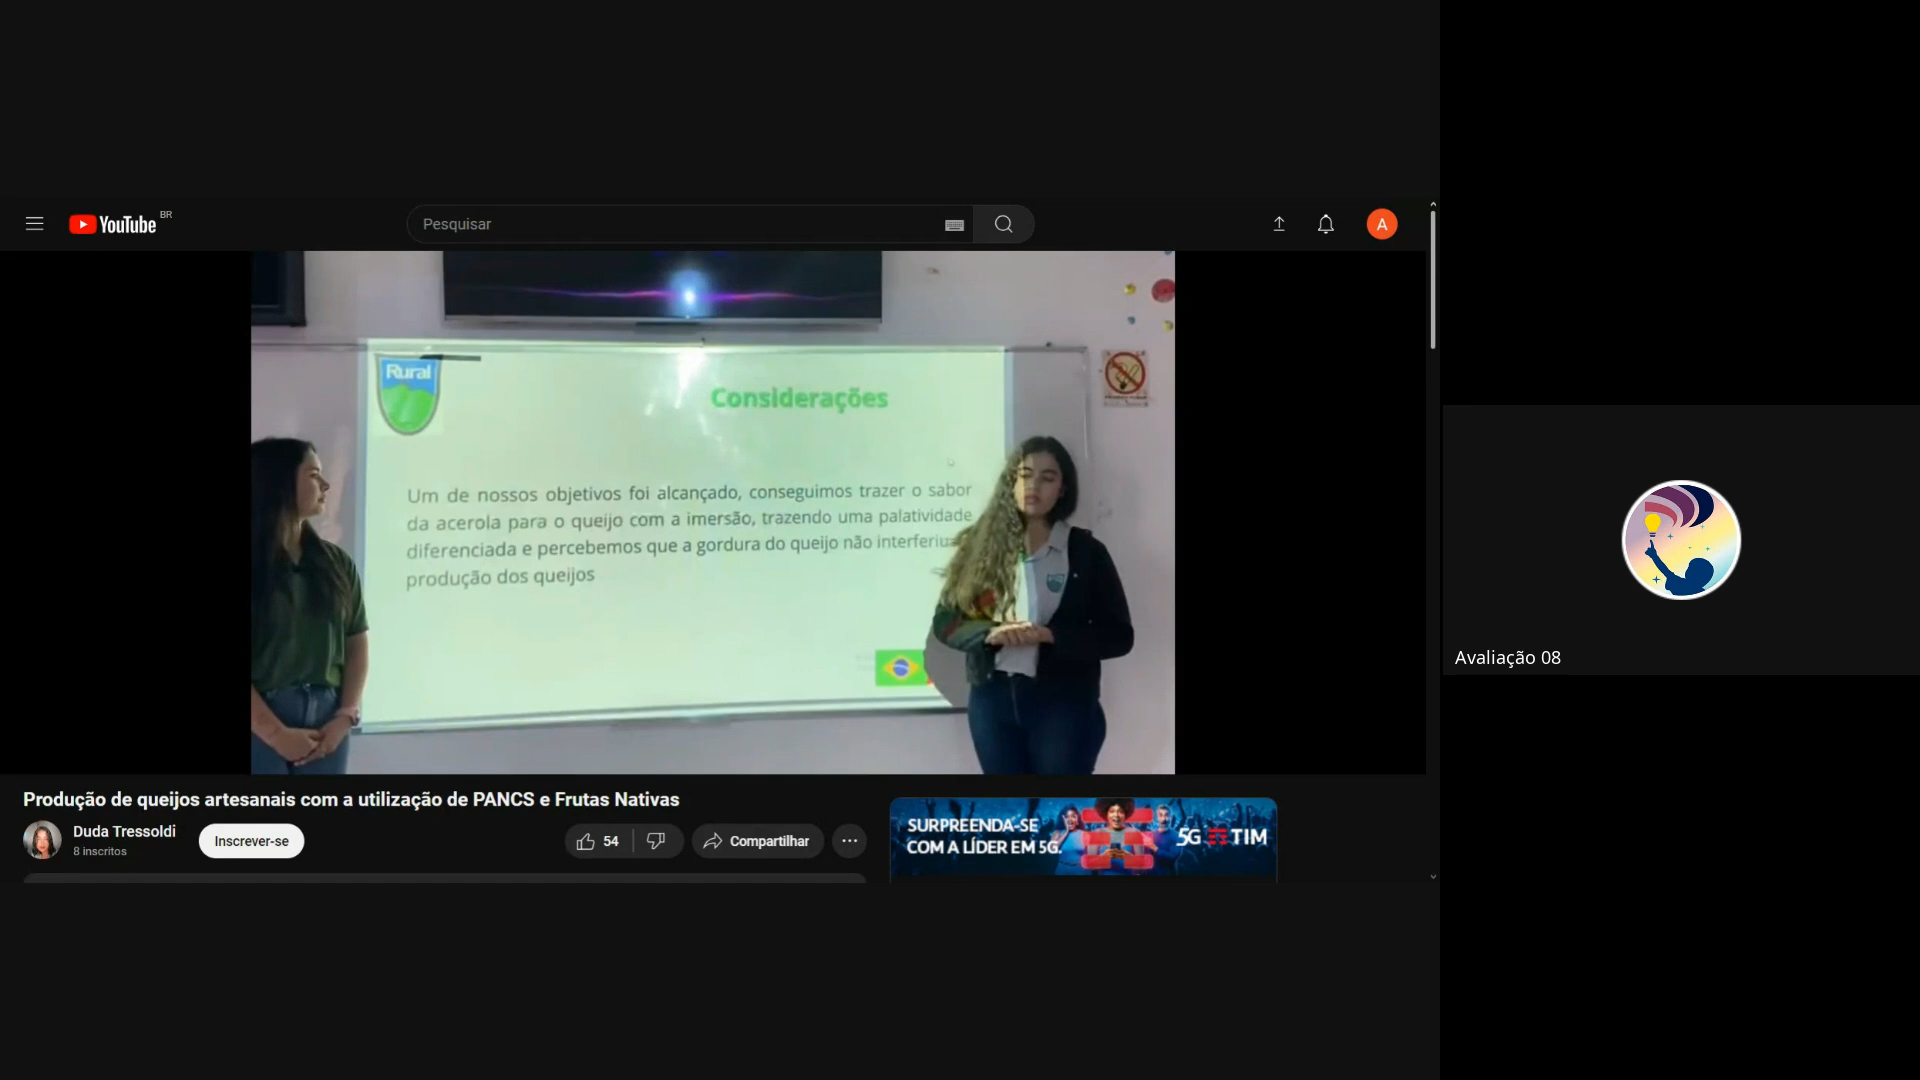 YouTube BR
Pesquisar
A
Rural
Considerações
Um de nossos objetivos foi alcançado, conseguimos trazer o sabor
da acerola para o queijo com a imersão, trazendo uma palatividade
diferenciada e percebemos que a gordura do queijo não interferiu
produção dos queijos
Produção de queijos artesanais com a utilização de PANCS e Frutas Nativas
Duda Tressoldi
8 inscritos
Inscrever-se
54
Compartilhar
SURPREENDA-SE
COM A LÍDER EM 5G.
5G TIM
Avaliação 08